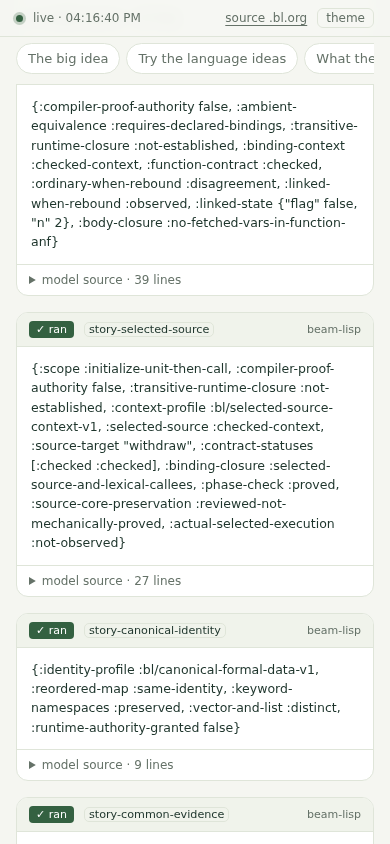 live · 04:16:40 PM
source .bl.org
theme
The big idea
Try the language ideas
What the
{:compiler-proof-authority false, :ambient-
equivalence :requires-declared-bindings, :transitive-
runtime-closure :not-established, :binding-context
:checked-context, :function-contract :checked,
:ordinary-when-rebound :disagreement, :linked-
when-rebound :observed, :linked-state {"flag" false,
"n" 2}, :body-closure :no-fetched-vars-in-function-
anf}
▶ model source · 39 lines
✓ ran
story-selected-source
beam-lisp
{:scope :initialize-unit-then-call, :compiler-proof-
authority false, :transitive-runtime-closure :not-
established, :context-profile :bl/selected-source-
context-v1, :selected-source :checked-context,
:source-target "withdraw", :contract-statuses
[:checked :checked], :binding-closure :selected-
source-and-lexical-callees, :phase-check :proved,
:source-core-preservation :reviewed-not-
mechanically-proved, :actual-selected-execution
:not-observed}
▶ model source · 27 lines
✓ ran
story-canonical-identity
beam-lisp
{:identity-profile :bl/canonical-formal-data-v1,
:reordered-map :same-identity, :keyword-
namespaces :preserved, :vector-and-list :distinct,
:runtime-authority-granted false}
▶ model source · 9 lines
✓ ran
story-common-evidence
beam-lisp